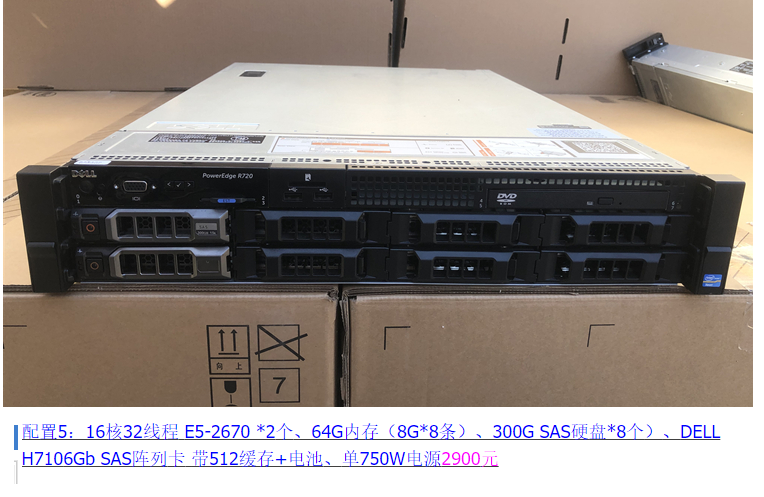 DELL
PowerEdge R720
DVD
ROM
向 上
7
配置5：16核32线程 E5-2670 *2个、64G内存（8G*8条）、300G SAS硬盘*8个）、DELL
H7106Gb SAS阵列卡 带512缓存+电池、单750W电源2900元